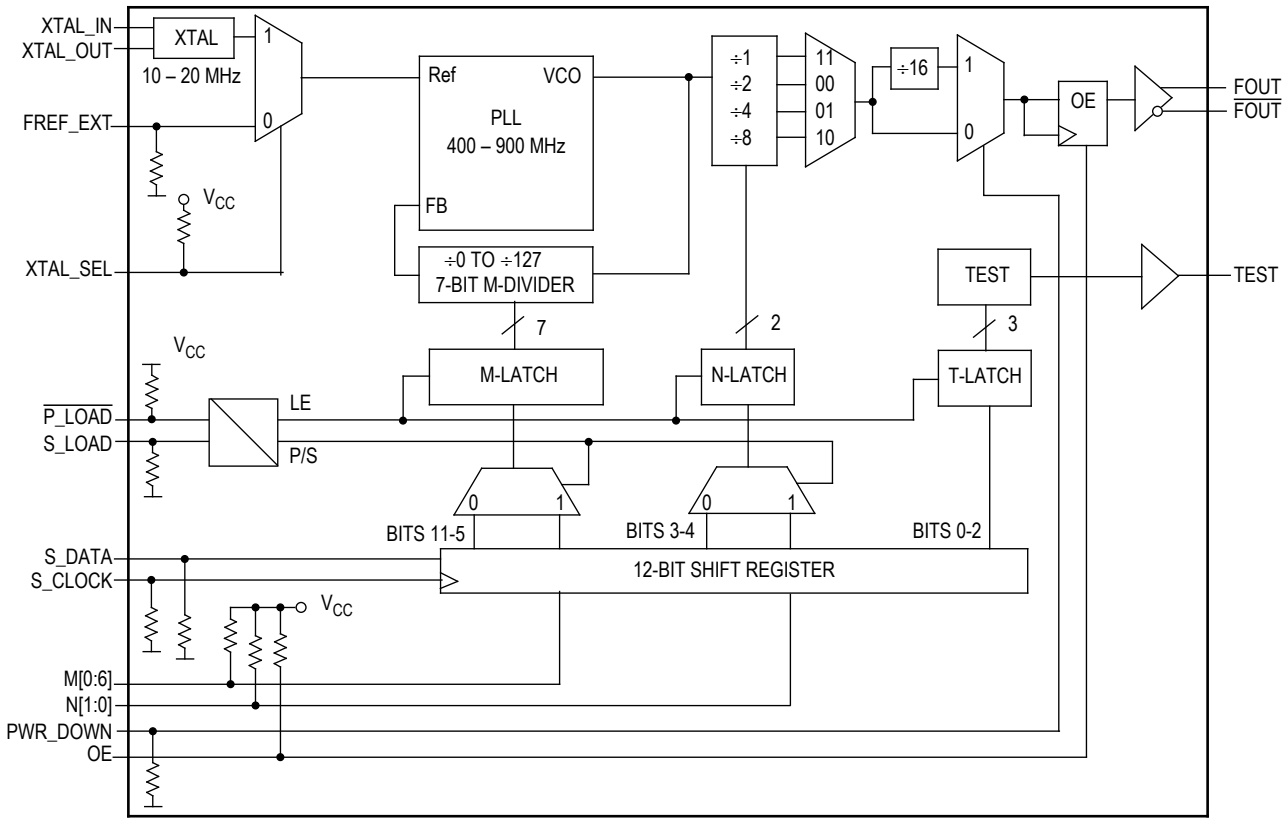 XTAL_IN
XTAL_OUT
XTAL
10 – 20 MHz
1
0
FREF_EXT
VCC
XTAL_SEL
Ref
VCO
PLL
400 – 900 MHz
FB
÷0 TO ÷127
7-BIT M-DIVIDER
÷1
÷2
÷4
÷8
11
00
01
10
÷16
1
0
OE
FOUT
FOUT
TEST
TEST
7
2
3
VCC
M-LATCH
N-LATCH
T-LATCH
P_LOAD
S_LOAD
LE
P/S
0
1
0
1
BITS 11-5
BITS 3-4
BITS 0-2
S_DATA
S_CLOCK
12-BIT SHIFT REGISTER
VCC
M[0:6]
N[1:0]
PWR_DOWN
OE